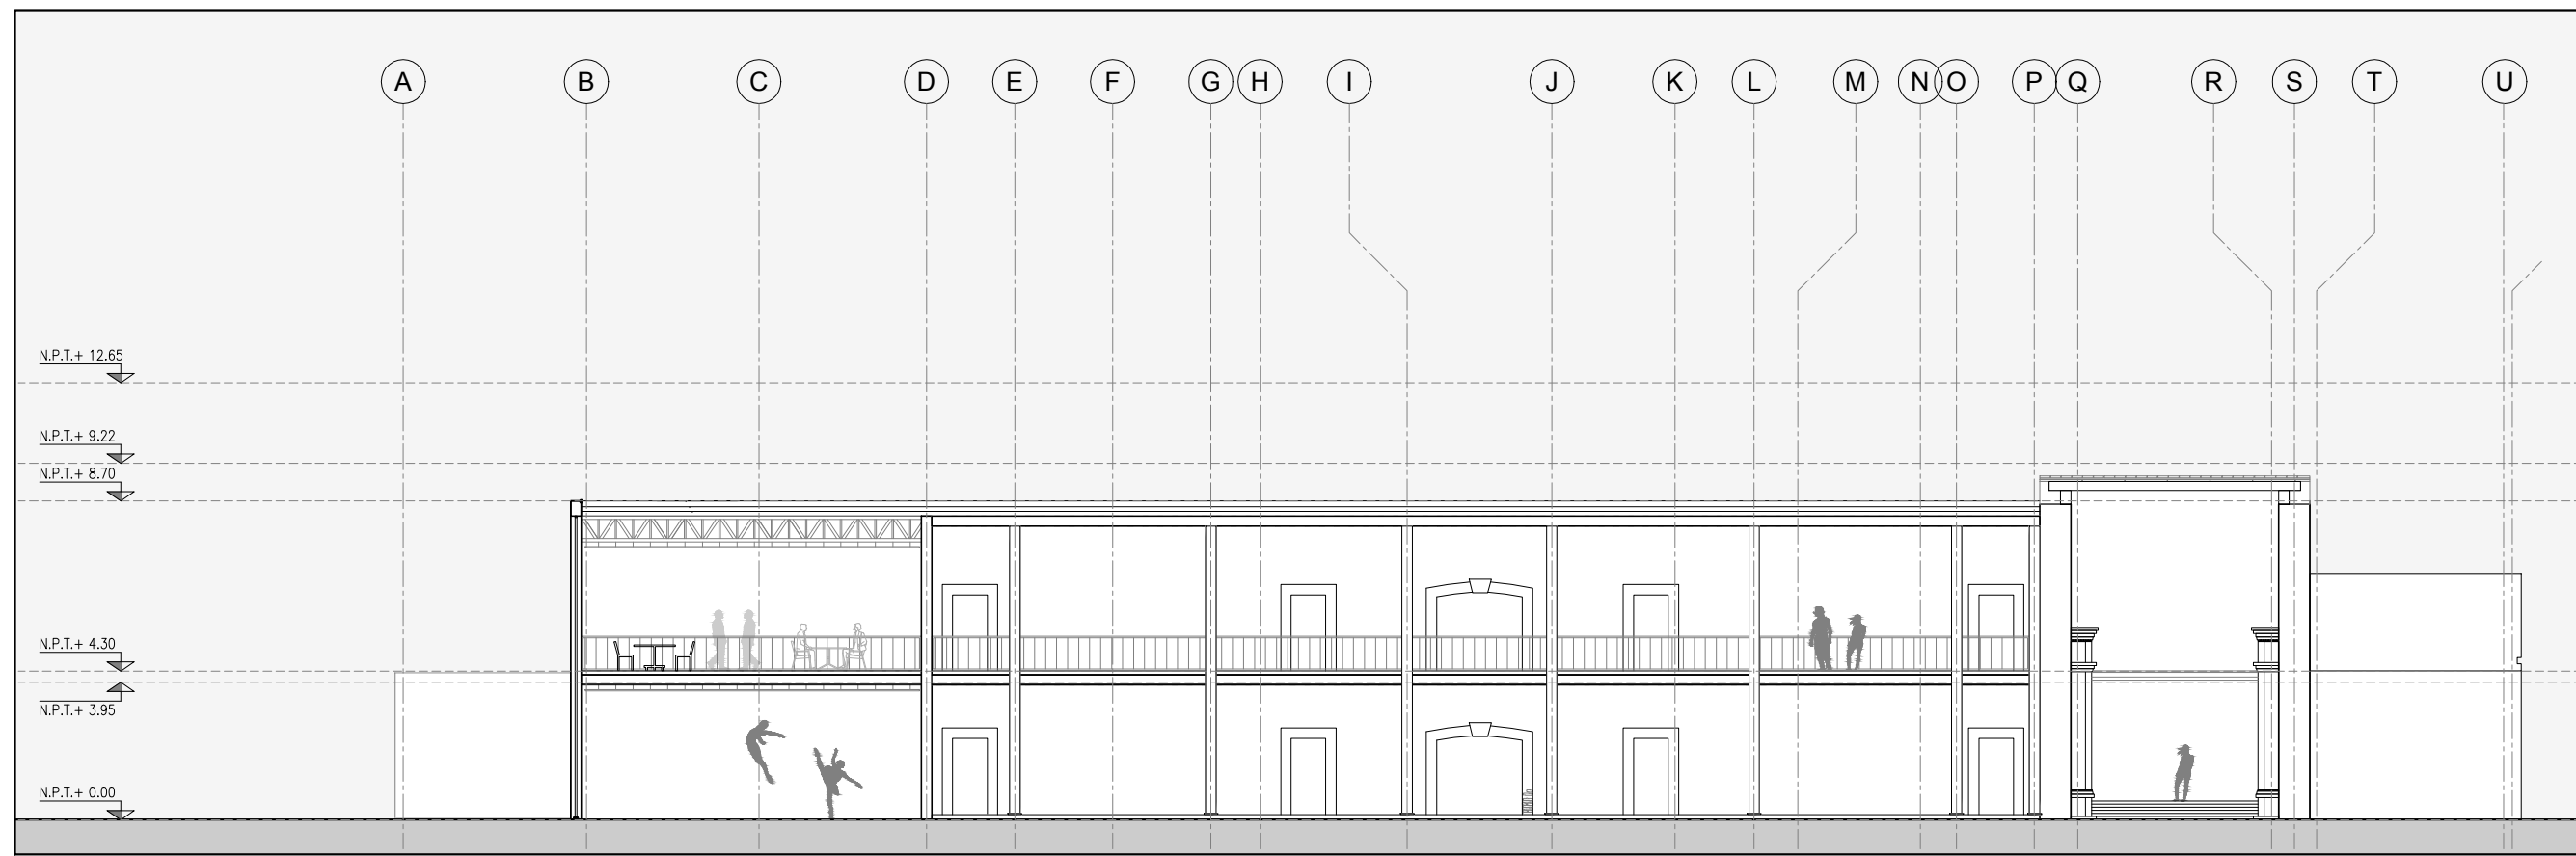 A B C D E F G H I J K L M N O P Q R S T U
N.P.T.+ 12.65
N.P.T.+ 9.22
N.P.T.+ 8.70
N.P.T.+ 4.30
N.P.T.+ 3.95
N.P.T.+ 0.00